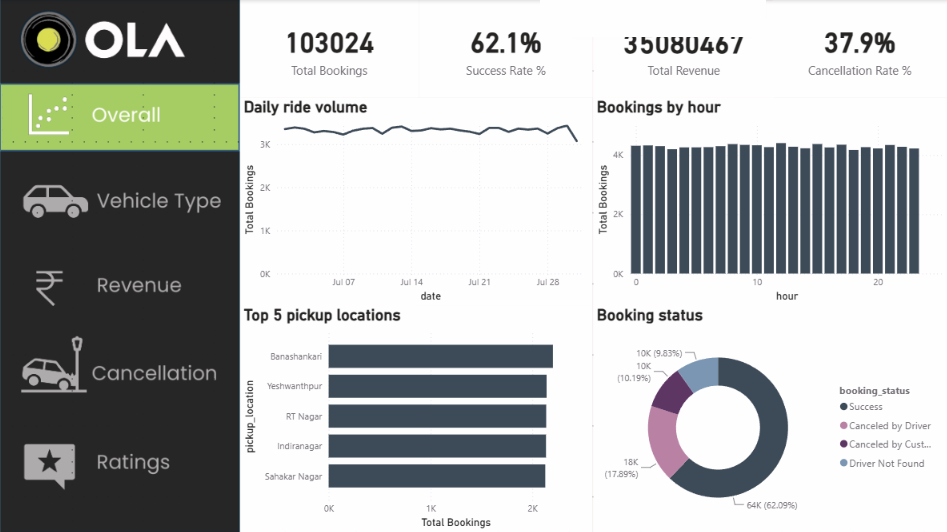 OLA
Overall
Vehicle Type
Revenue
Cancellation
Ratings
103024
Total Bookings
62.1%
Success Rate %
35080467
Total Revenue
37.9%
Cancellation Rate %
Daily ride volume
Total Bookings
3K
2K
1K
0K
Jul 07
Jul 14
Jul 21
Jul 28
date
Bookings by hour
Total Bookings
4K
2K
0K
0
10
20
hour
Top 5 pickup locations
pickup_location
Banashankari
Yeshwanthpur
RT Nagar
Indiranagar
Sahakar Nagar
0K
1K
2K
Total Bookings
Booking status
10K (9.83%)
10K
(10.19%)
18K
(17.89%)
64K (62.09%)
booking_status
Success
Canceled by Driver
Canceled by Cust...
Driver Not Found